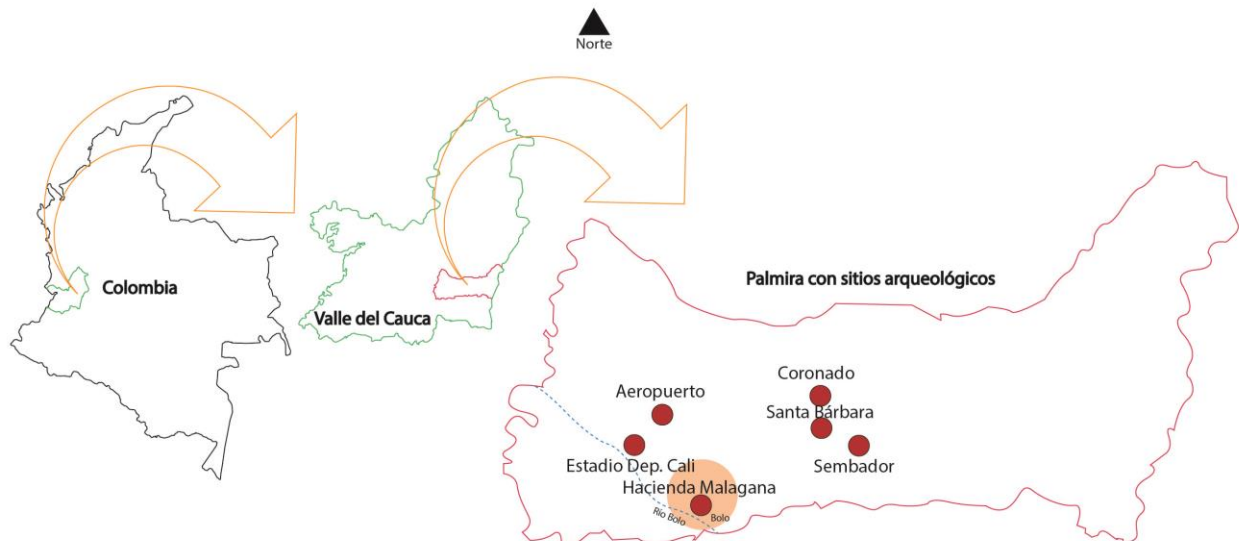 Norte
Colombia
Valle del Cauca
Palmira con sitios arqueológicos
Coronado
Aeropuerto
Santa Bárbara
Estadio Dep. Cali
Sembador
Hacienda Malagana
Río Bolo
Bolo